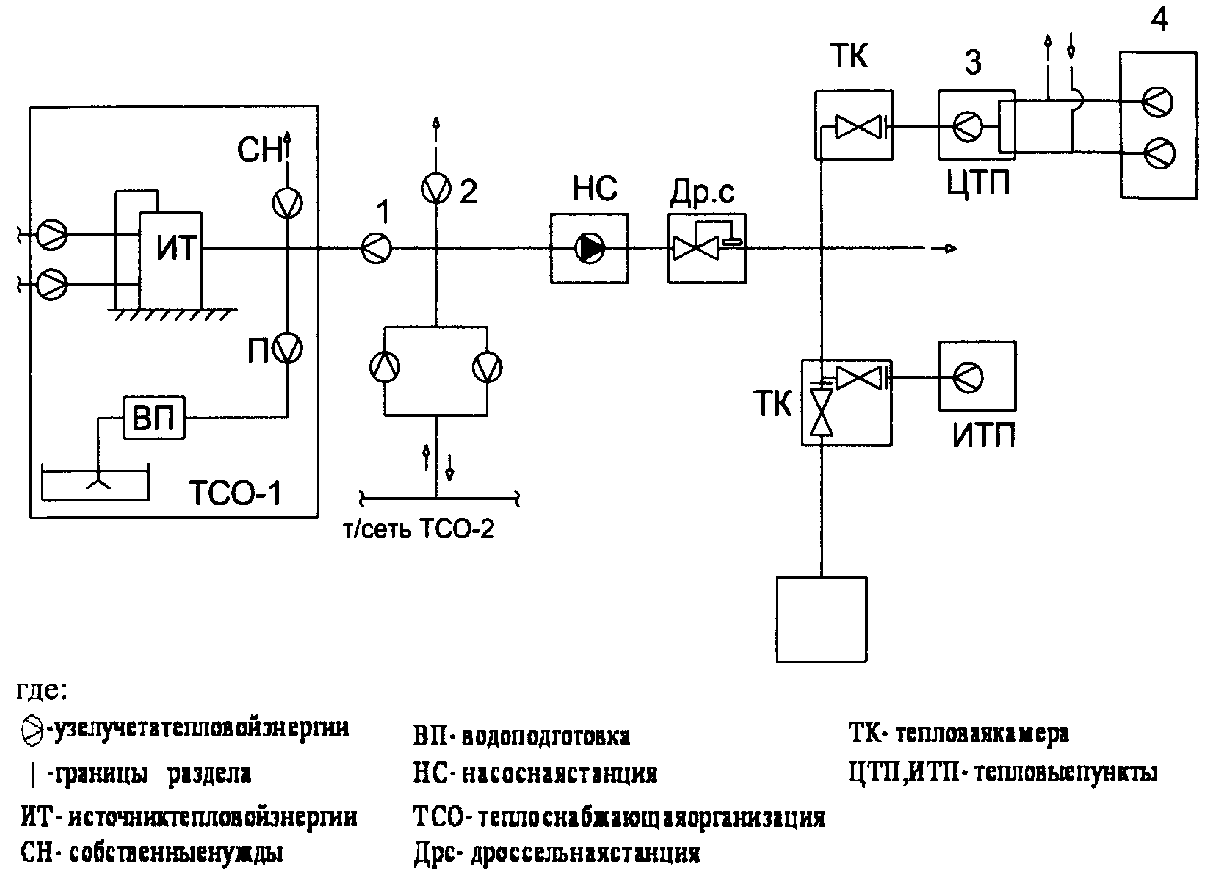 4
ТК
3
СН
1
2
НС
Др.с
ЦТП
ИТ
П
ВП
ТК
ИТП
ТСО-1
т/сеть ТСО-2
где:
-узелучетатепловойэнергии
ВП- водоподготовка
ТК- тепловаякамера
| -границы раздела
НС- насоснаястанция
ЦТП,ИТП- тепловыепункты
ИТ- источниктепловойэнергии
ТСО- теплоснабжающаяорганизация
СН- собственныенужды
Дрс- дроссельнаястанция